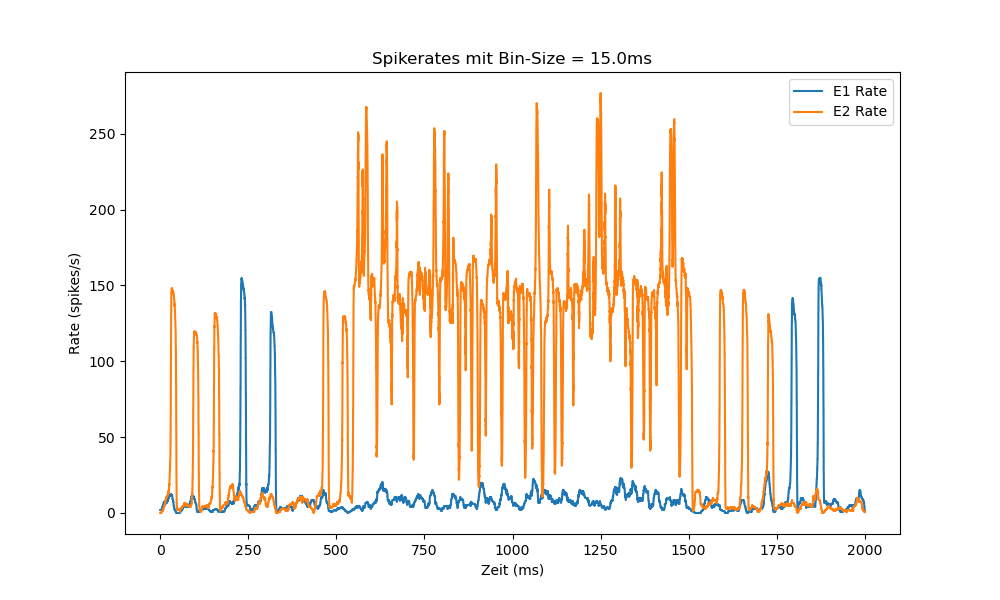 Spikerates mit Bin-Size = 15.0ms
E1 Rate
E2 Rate
Rate (spikes/s)
250
200
150
100
50
0
0 250 500 750 1000 1250 1500 1750 2000
Zeit (ms)